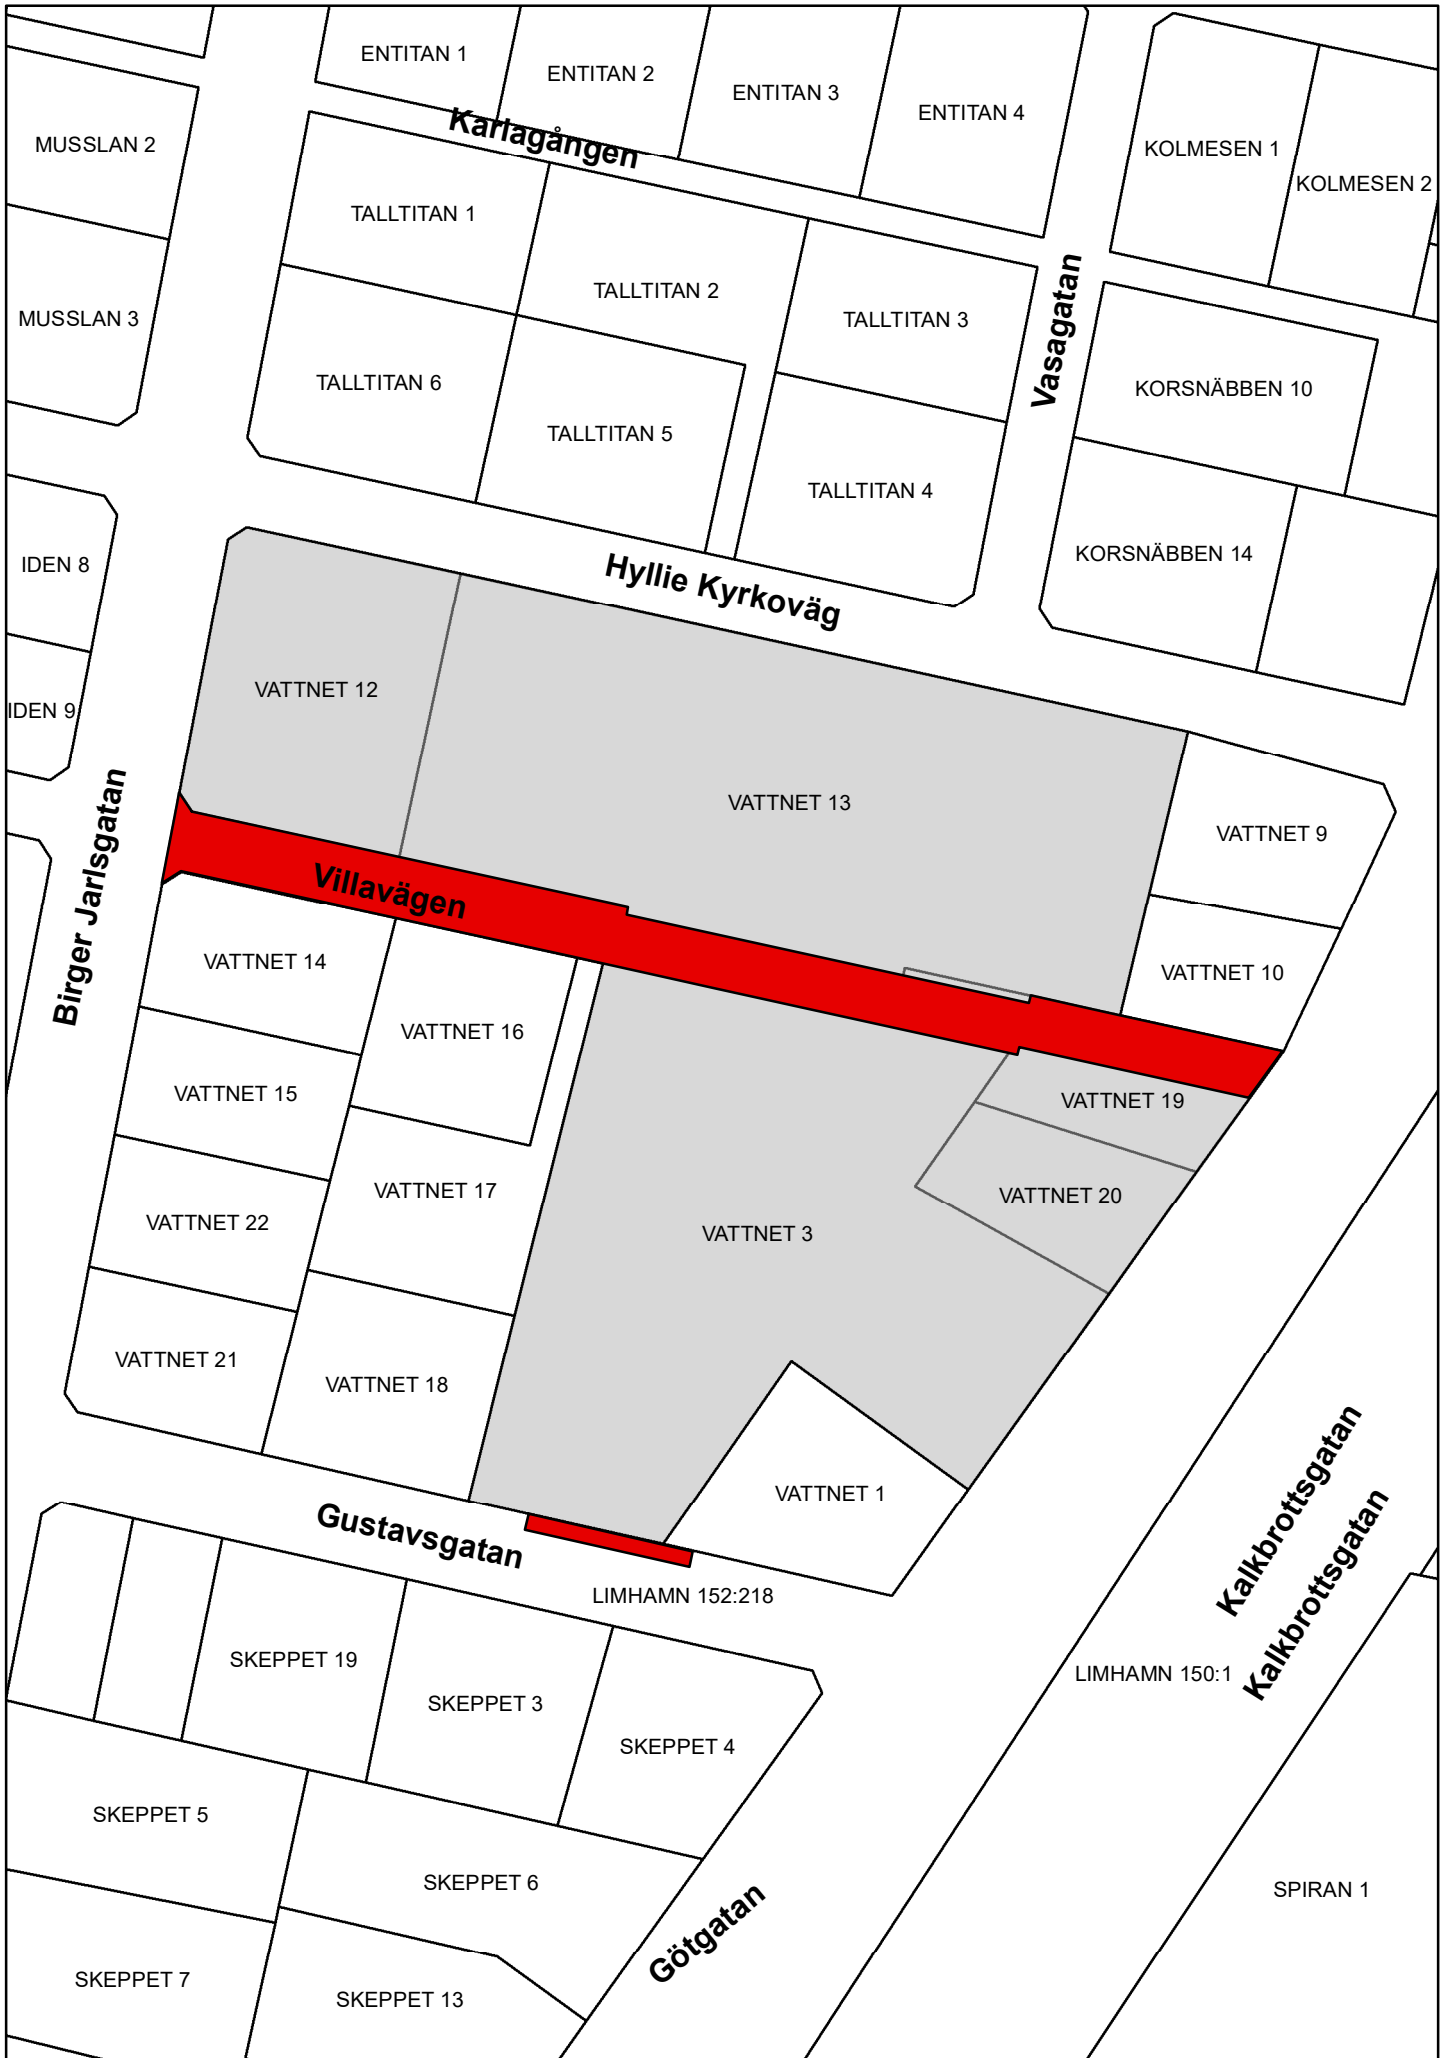 ENTITAN 1
ENTITAN 2
ENTITAN 3
ENTITAN 4
Karlagången
MUSSLAN 2
KOLMESEN 1
KOLMESEN 2
TALLTITAN 1
TALLTITAN 2
TALLTITAN 3
Vasagatan
MUSSLAN 3
TALLTITAN 6
TALLTITAN 5
TALLTITAN 4
KORSNÄBBEN 10
KORSNÄBBEN 14
IDEN 8
Hyllie Kyrkoväg
IDEN 9
VATTNET 12
VATTNET 13
VATTNET 9
Birger Jarlsgatan
Villavägen
VATTNET 14
VATTNET 10
VATTNET 16
VATTNET 15
VATTNET 19
VATTNET 17
VATTNET 20
VATTNET 22
VATTNET 3
VATTNET 21
VATTNET 18
VATTNET 1
Kalkbrottsgatan
Kalkbrottsgatan
Gustavsgatan
LIMHAMN 152:218
SKEPPET 19
LIMHAMN 150:1
SKEPPET 3
SKEPPET 4
SKEPPET 5
SKEPPET 6
SPIRAN 1
Götgatan
SKEPPET 7
SKEPPET 13